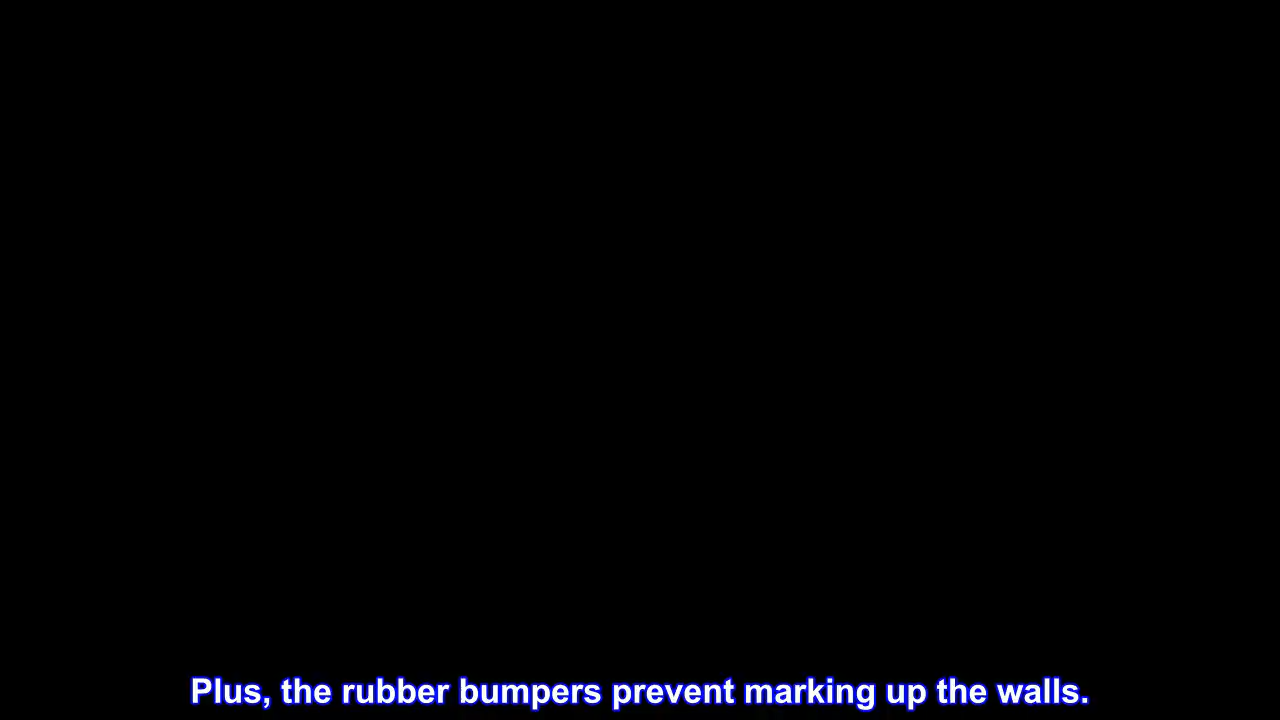 Plus, the rubber bumpers prevent marking up the walls.